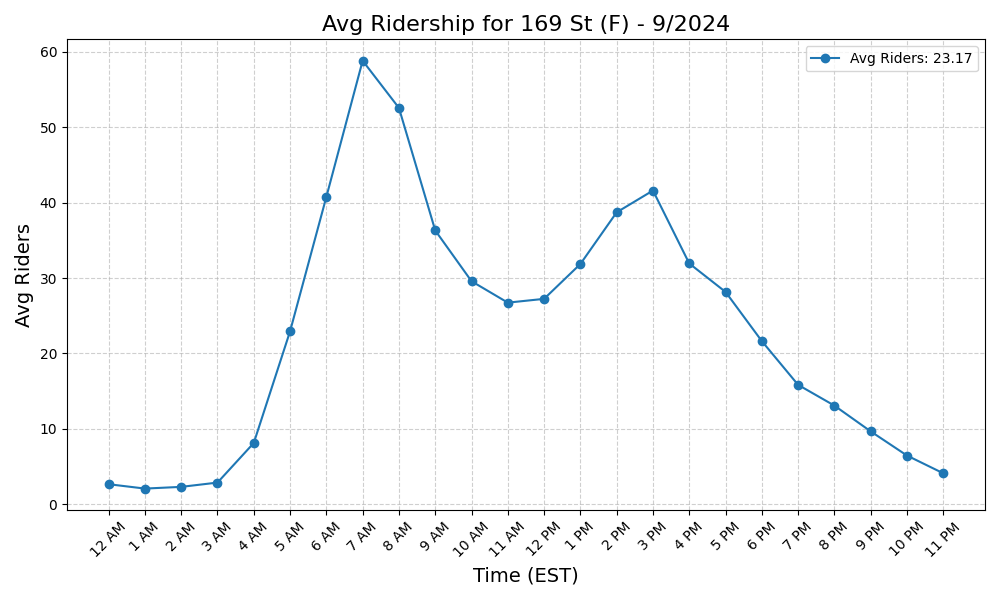 Avg Ridership for 169 St (F) - 9/2024
Avg Riders: 23.17
Avg Riders
60
50
40
30
20
10
0
12 AM
1 AM
2 AM
3 AM
4 AM
5 AM
6 AM
7 AM
8 AM
9 AM
10 AM
11 AM
12 PM
1 PM
2 PM
3 PM
4 PM
5 PM
6 PM
7 PM
8 PM
9 PM
10 PM
11 PM
Time (EST)